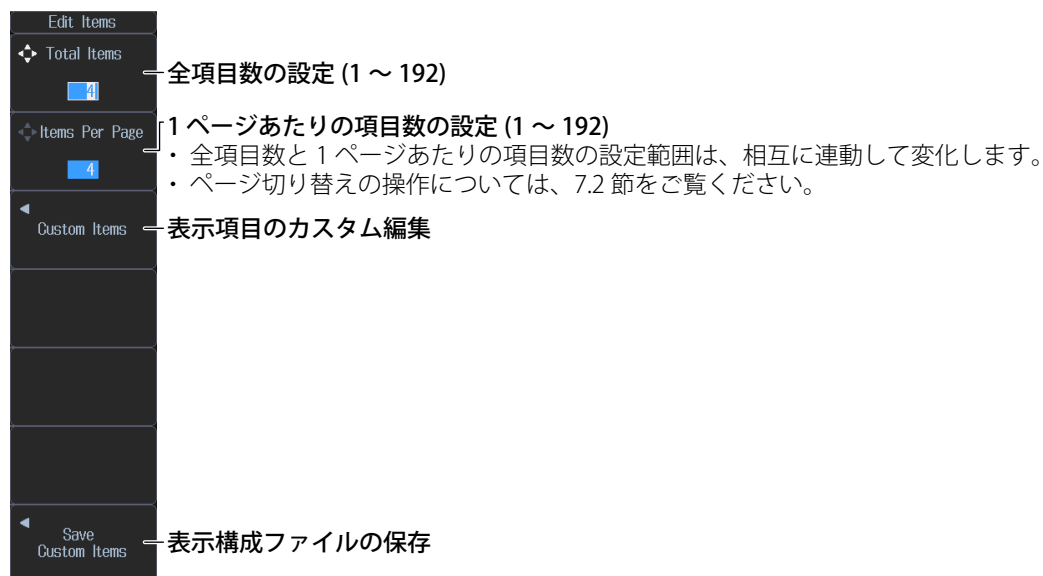 Edit Items
Total Items
4
全項目数の設定 (1 ～ 192)
Items Per Page
4
1 ページあたりの項目数の設定 (1 ～ 192)
・ 全項目数と 1 ページあたりの項目数の設定範囲は、相互に連動して変化します。
・ ページ切り替えの操作については、7.2 節をご覧ください。
Custom Items
表示項目のカスタム編集
Save
Custom Items
表示構成ファイルの保存